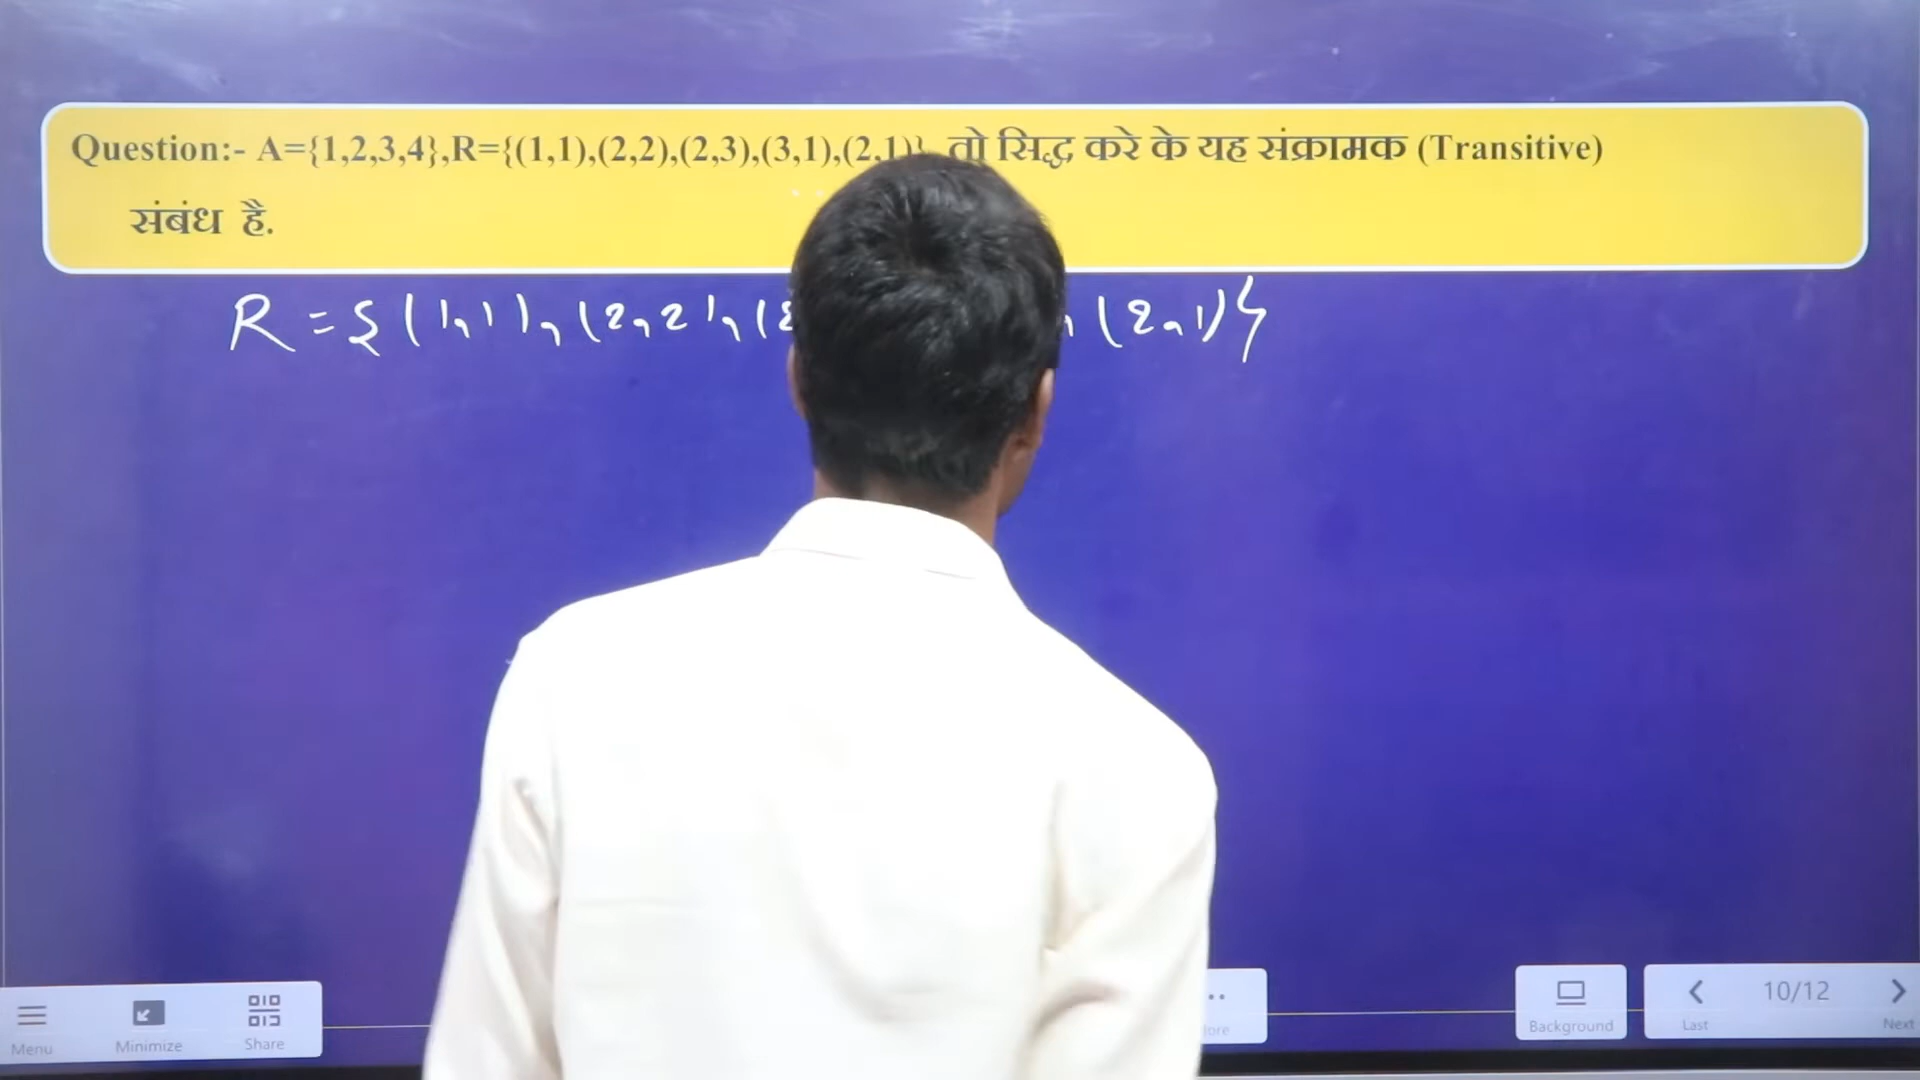 Question:- A={1,2,3,4},R={(1,1),(2,2),(2,3),(3,1),(2,1)} तो सिद्ध करे के यह संक्रामक (Transitive)
संबंध है.
R = {(1,1), (2,2), (2 , (2,1)}
Menu
Minimize
Share
Background
Last
10/12
Next